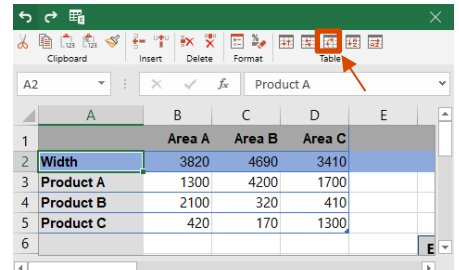 Clipboard Insert Delete Format Table
A2 fx Product A
A B C D E
1 Area A Area B Area C
2 Width 3820 4690 3410
3 Product A 1300 4200 1700
4 Product B 2100 320 410
5 Product C 420 170 1300
6 E